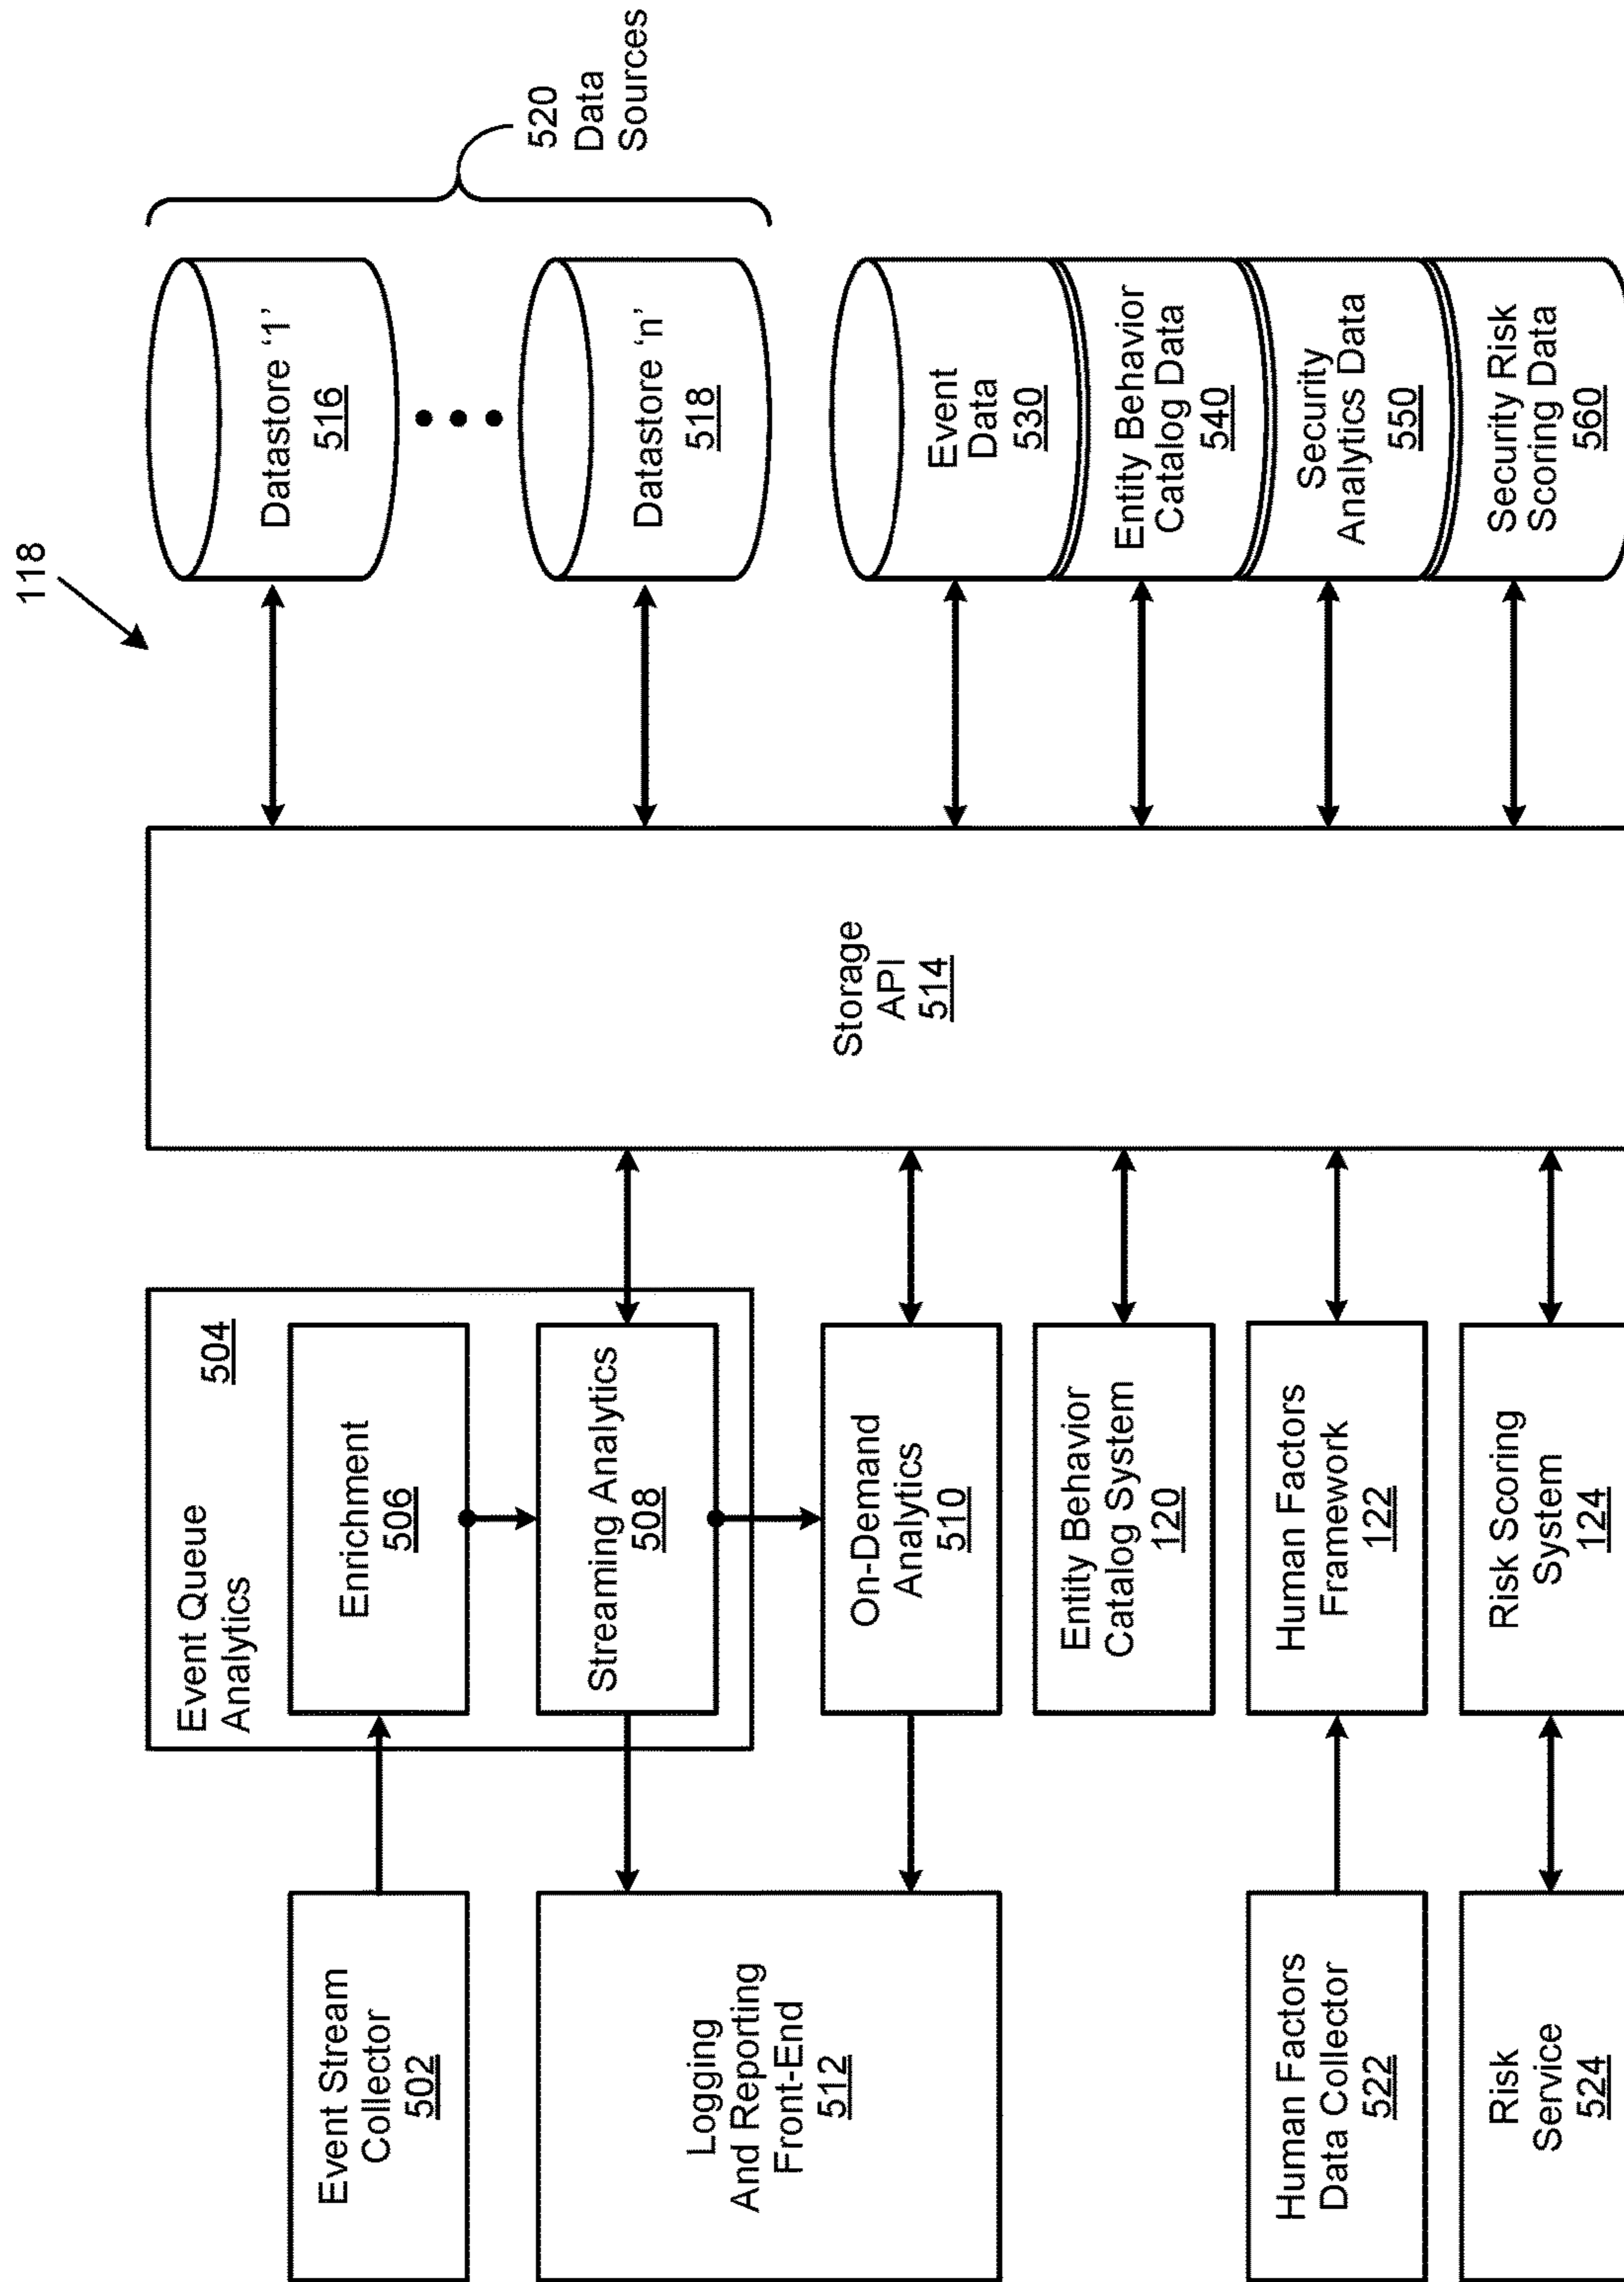 118
Event Stream
Collector
502
Event Queue
Analytics
504
Enrichment
506
Streaming Analytics
508
Logging
And Reporting
Front-End
512
On-Demand
Analytics
510
Entity Behavior
Catalog System
120
Human Factors
Data Collector
522
Human Factors
Framework
122
Risk
Service
524
Risk Scoring
System
124
Storage
API
514
Datastore ‘1’
516
Datastore ‘n’
518
520
Data
Sources
Event
Data
530
Entity Behavior
Catalog Data
540
Security
Analytics Data
550
Security Risk
Scoring Data
560